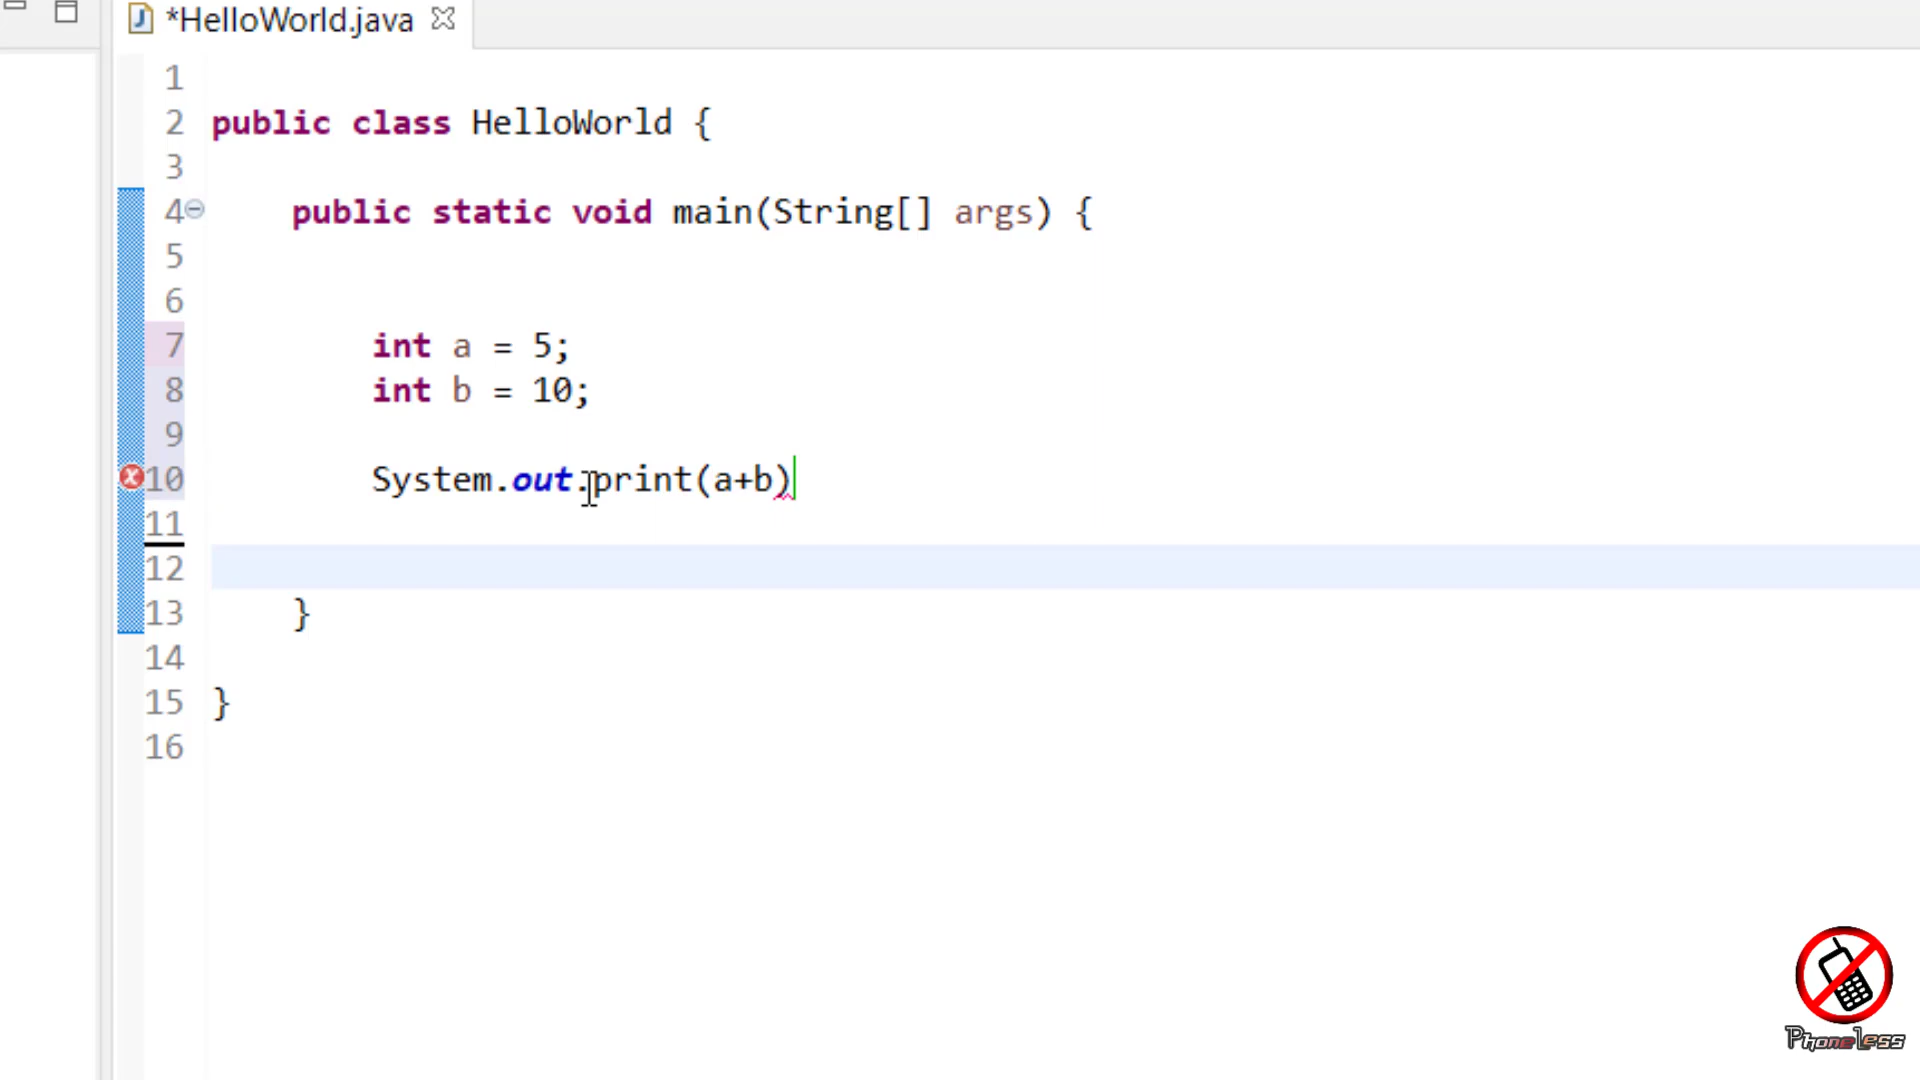 *HelloWorld.java
1
2 public class HelloWorld {
3
4 public static void main(String[] args) {
5
6
7 int a = 5;
8 int b = 10;
9
10 System.out.print(a+b)
11
12
13 }
14
15 }
16
Phoneless